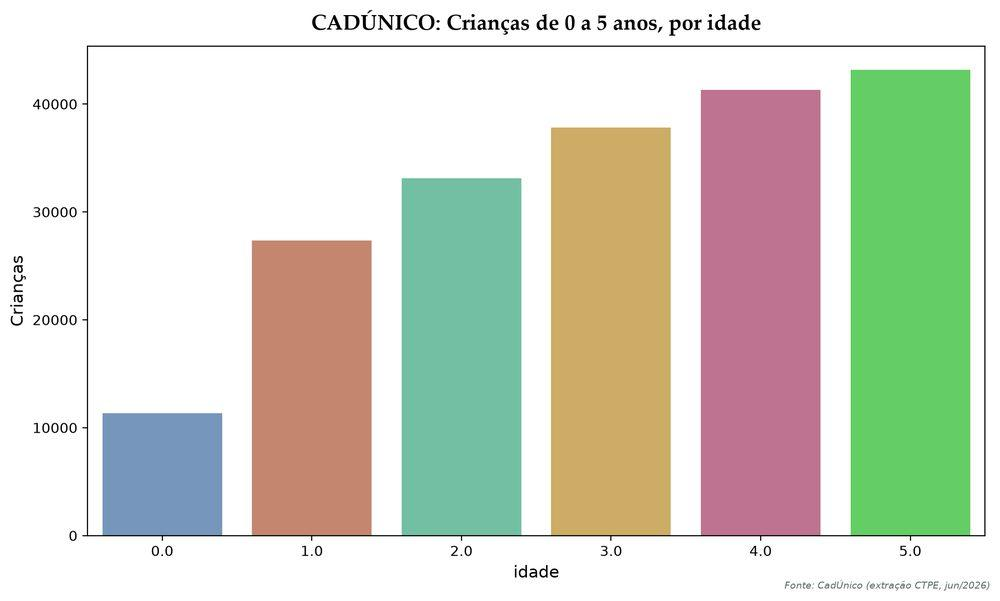 CADÚNICO: Crianças de 0 a 5 anos, por idade
Crianças
40000
30000
20000
10000
0
0.0 1.0 2.0 3.0 4.0 5.0
idade
Fonte: CadÚnico (extração CTPE, jun/2026)